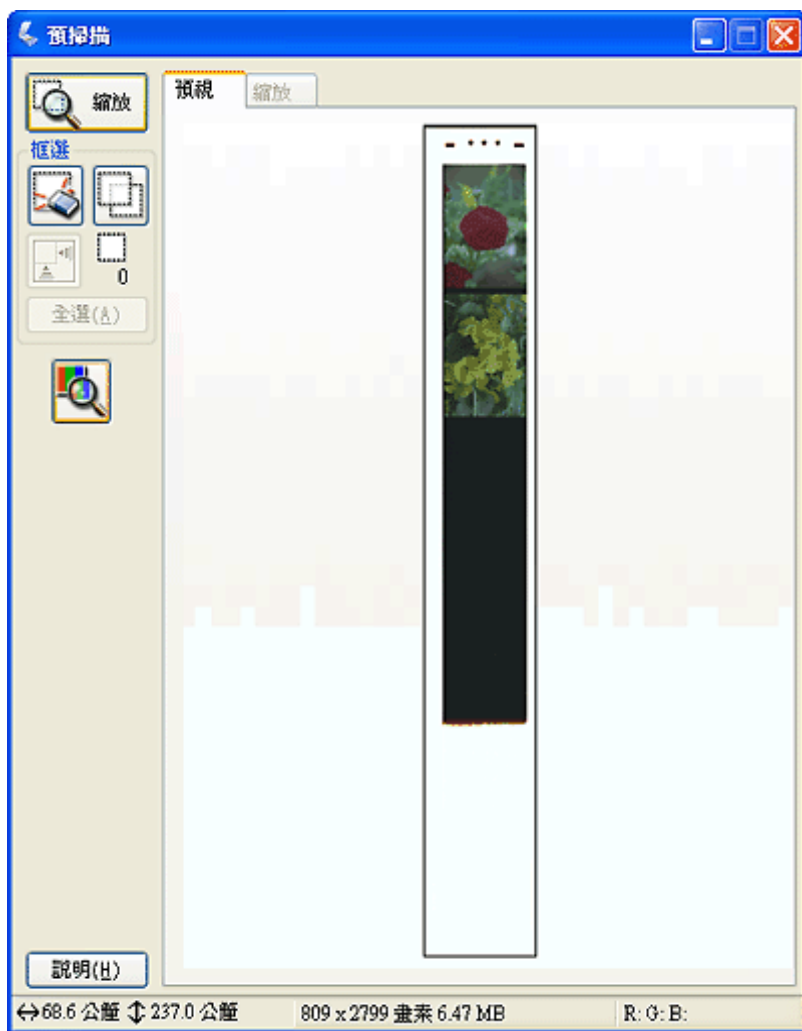 預掃描
縮放
預視
縮放
框選
0
全選(A)
說明(H)
68.6 公釐 237.0 公釐
809 x 2799 畫素 6.47 MB
R: G: B: